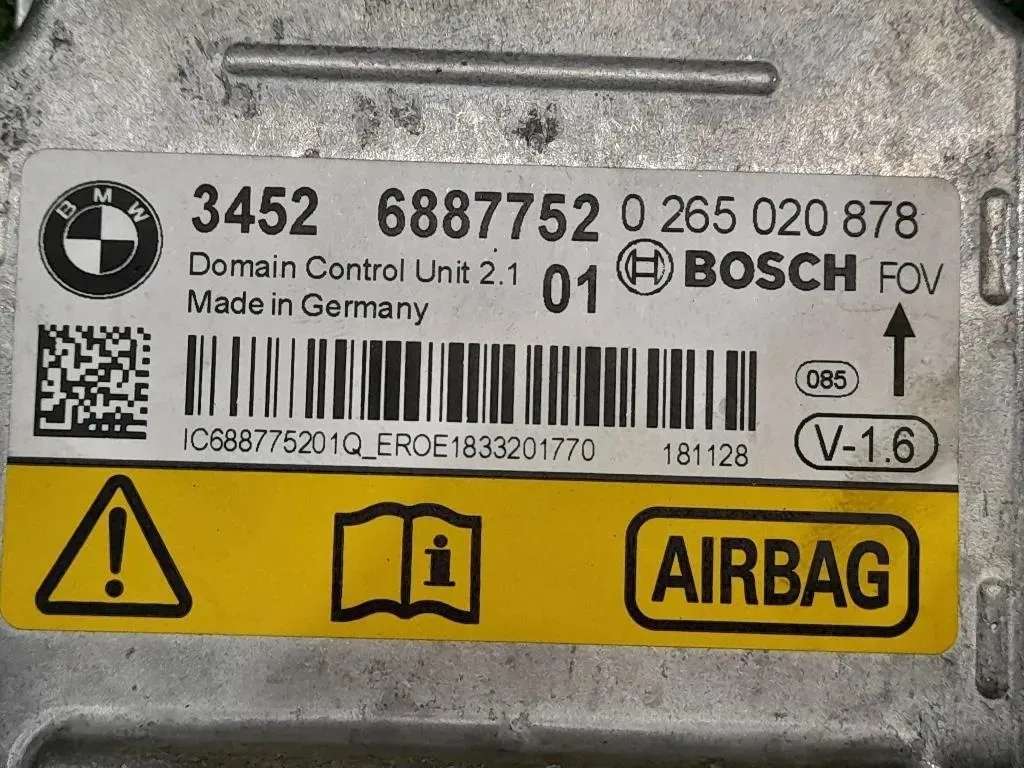 BMW
3452 6887752 0 265 020 878
Domain Control Unit 2.1 01 BOSCH FOV
Made in Germany
085
IC688775201Q_EROE1833201770 181128 V-1.6
! i AIRBAG